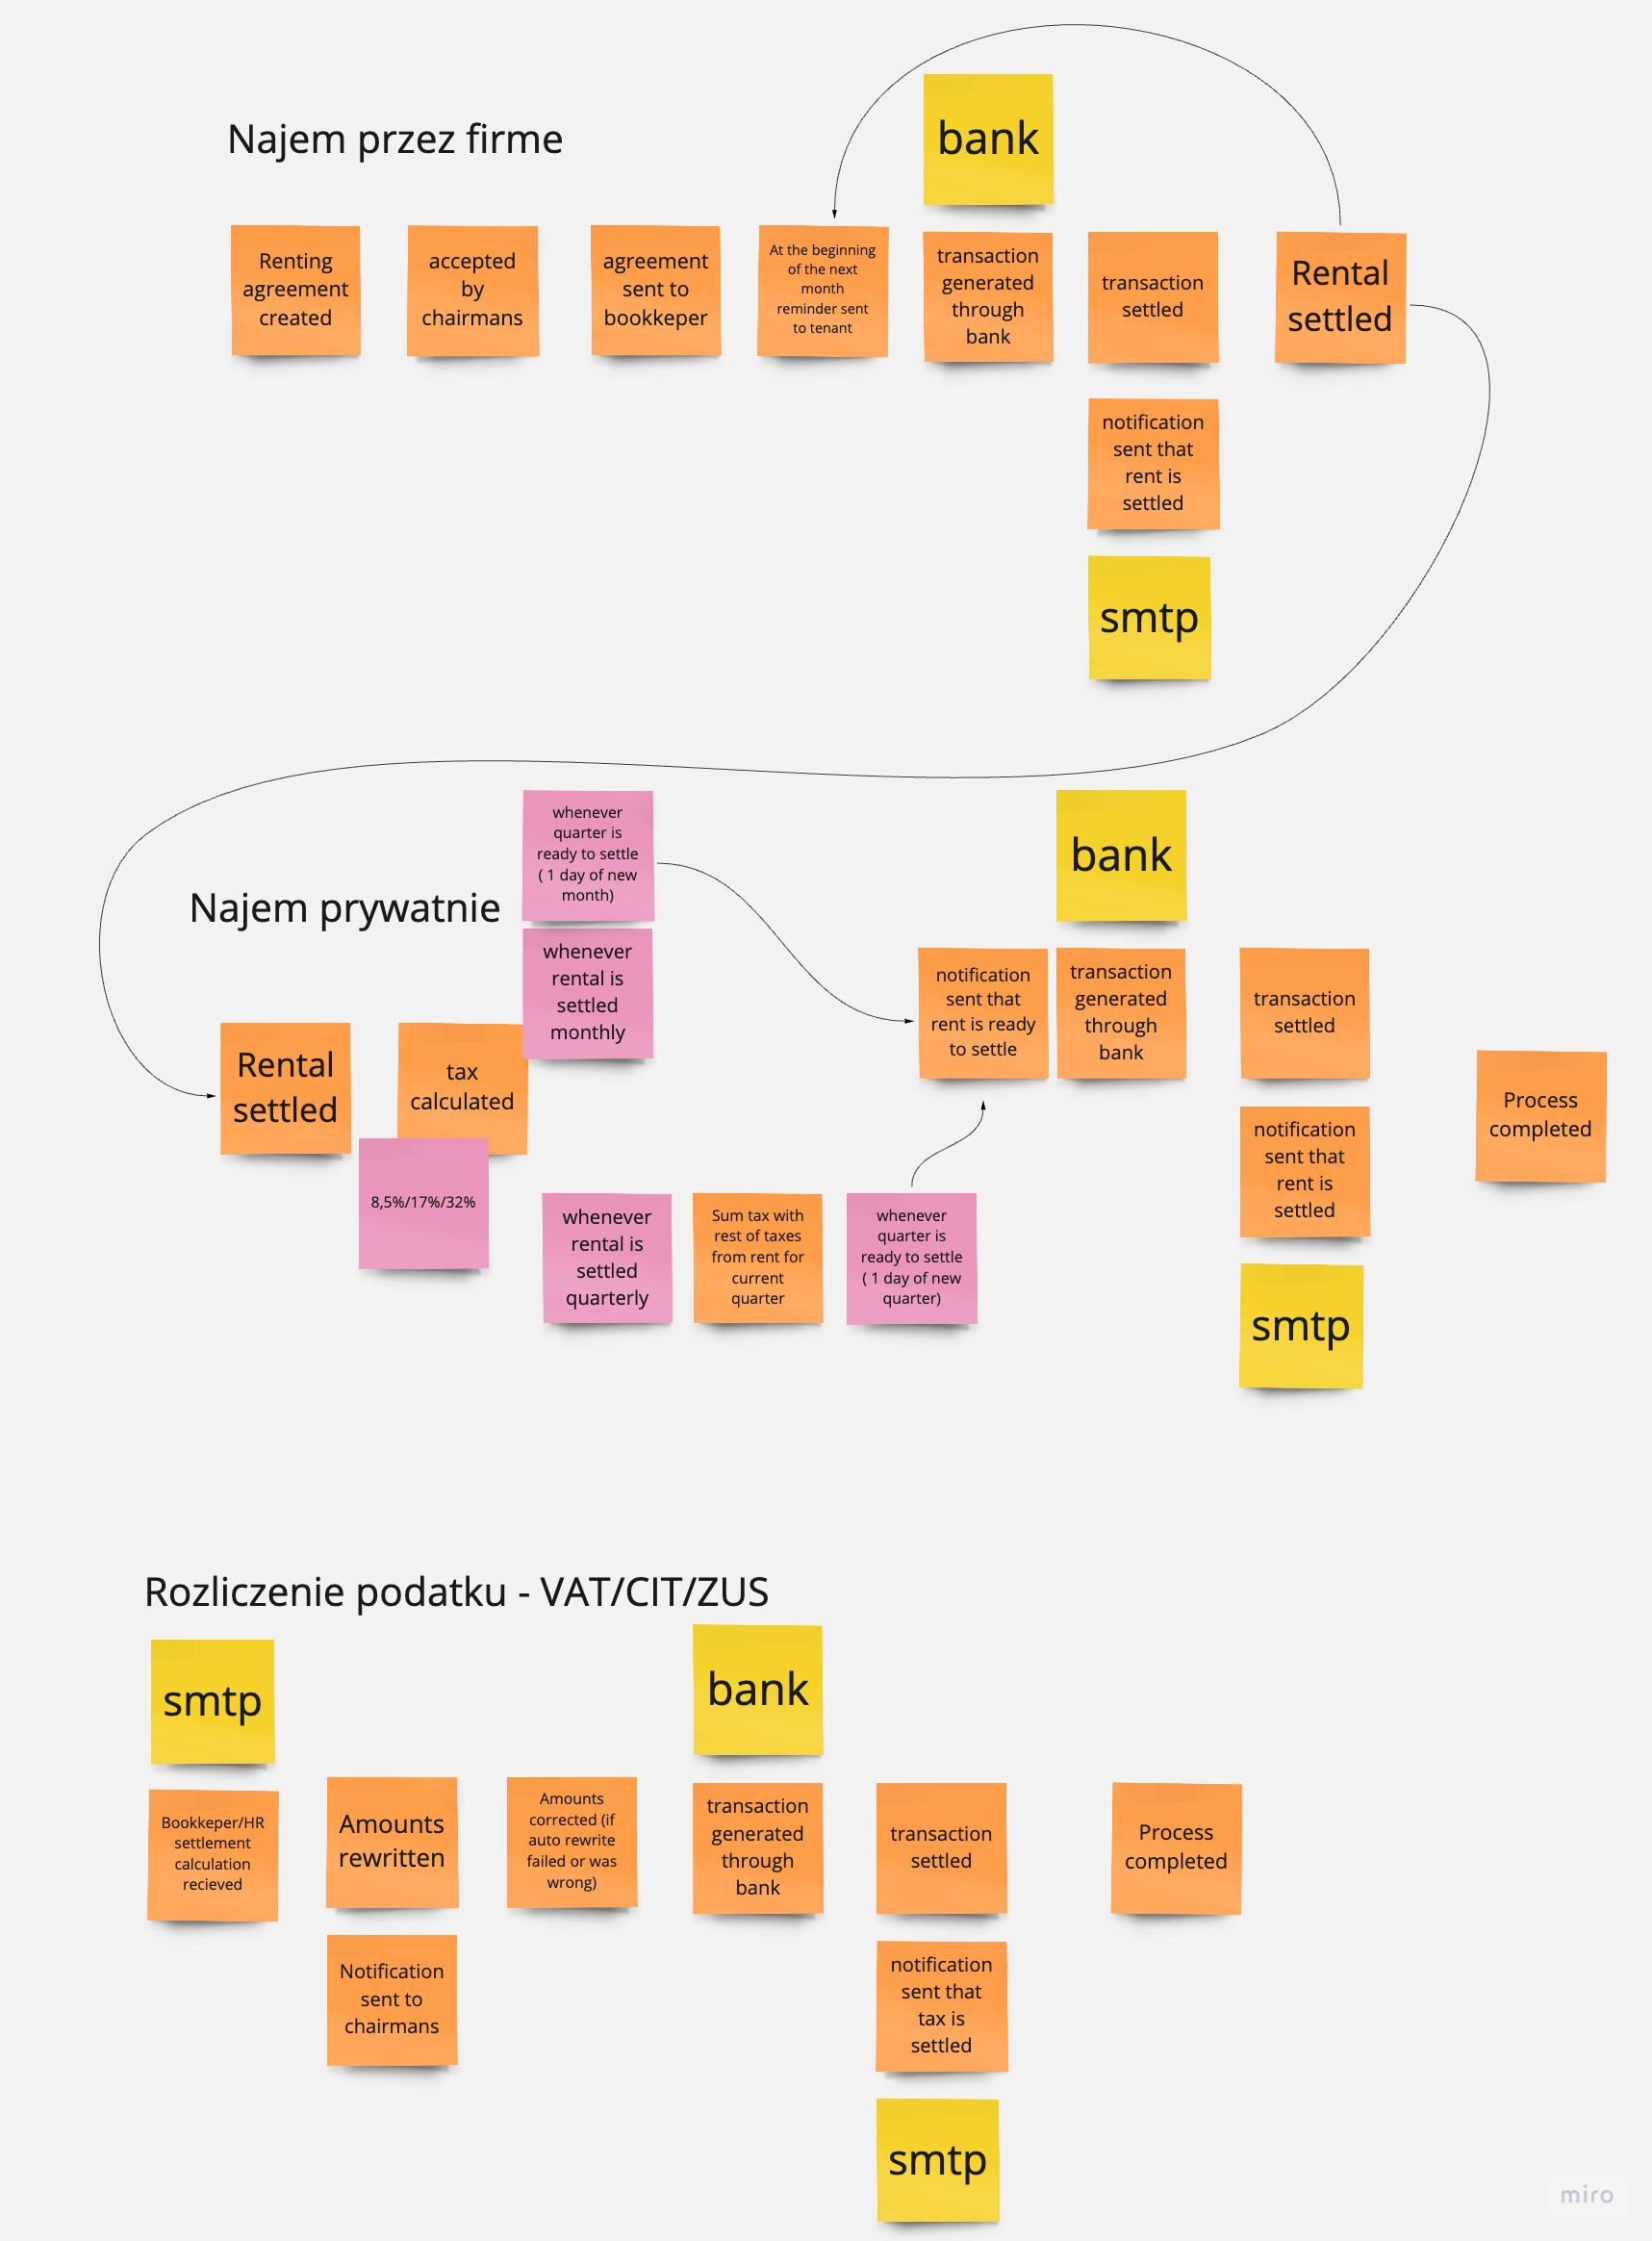 Najem przez firme
bank
Renting
agreement
created
accepted
by
chairmans
agreement
sent to
bookkeper
At the beginning
of the next
month
reminder sent
to tenant
transaction
generated
through
bank
transaction
settled
Rental
settled
notification
sent that
rent is
settled
smtp
Najem prywatnie
whenever
quarter is
ready to settle
( 1 day of new
month)
whenever
rental is
settled
monthly
bank
notification
sent that
rent is ready
to settle
transaction
generated
through
bank
transaction
settled
Rental
settled
tax
calculated
8,5%/17%/32%
Process
completed
notification
sent that
rent is
settled
whenever
rental is
settled
quarterly
Sum tax with
rest of taxes
from rent for
current
quarter
whenever
quarter is
ready to settle
( 1 day of new
quarter)
smtp
Rozliczenie podatku - VAT/CIT/ZUS
smtp
bank
Bookkeper/HR
settlement
calculation
recieved
Amounts
rewritten
Amounts
corrected (if
auto rewrite
failed or was
wrong)
transaction
generated
through
bank
transaction
settled
Process
completed
Notification
sent to
chairmans
notification
sent that
tax is
settled
smtp
miro